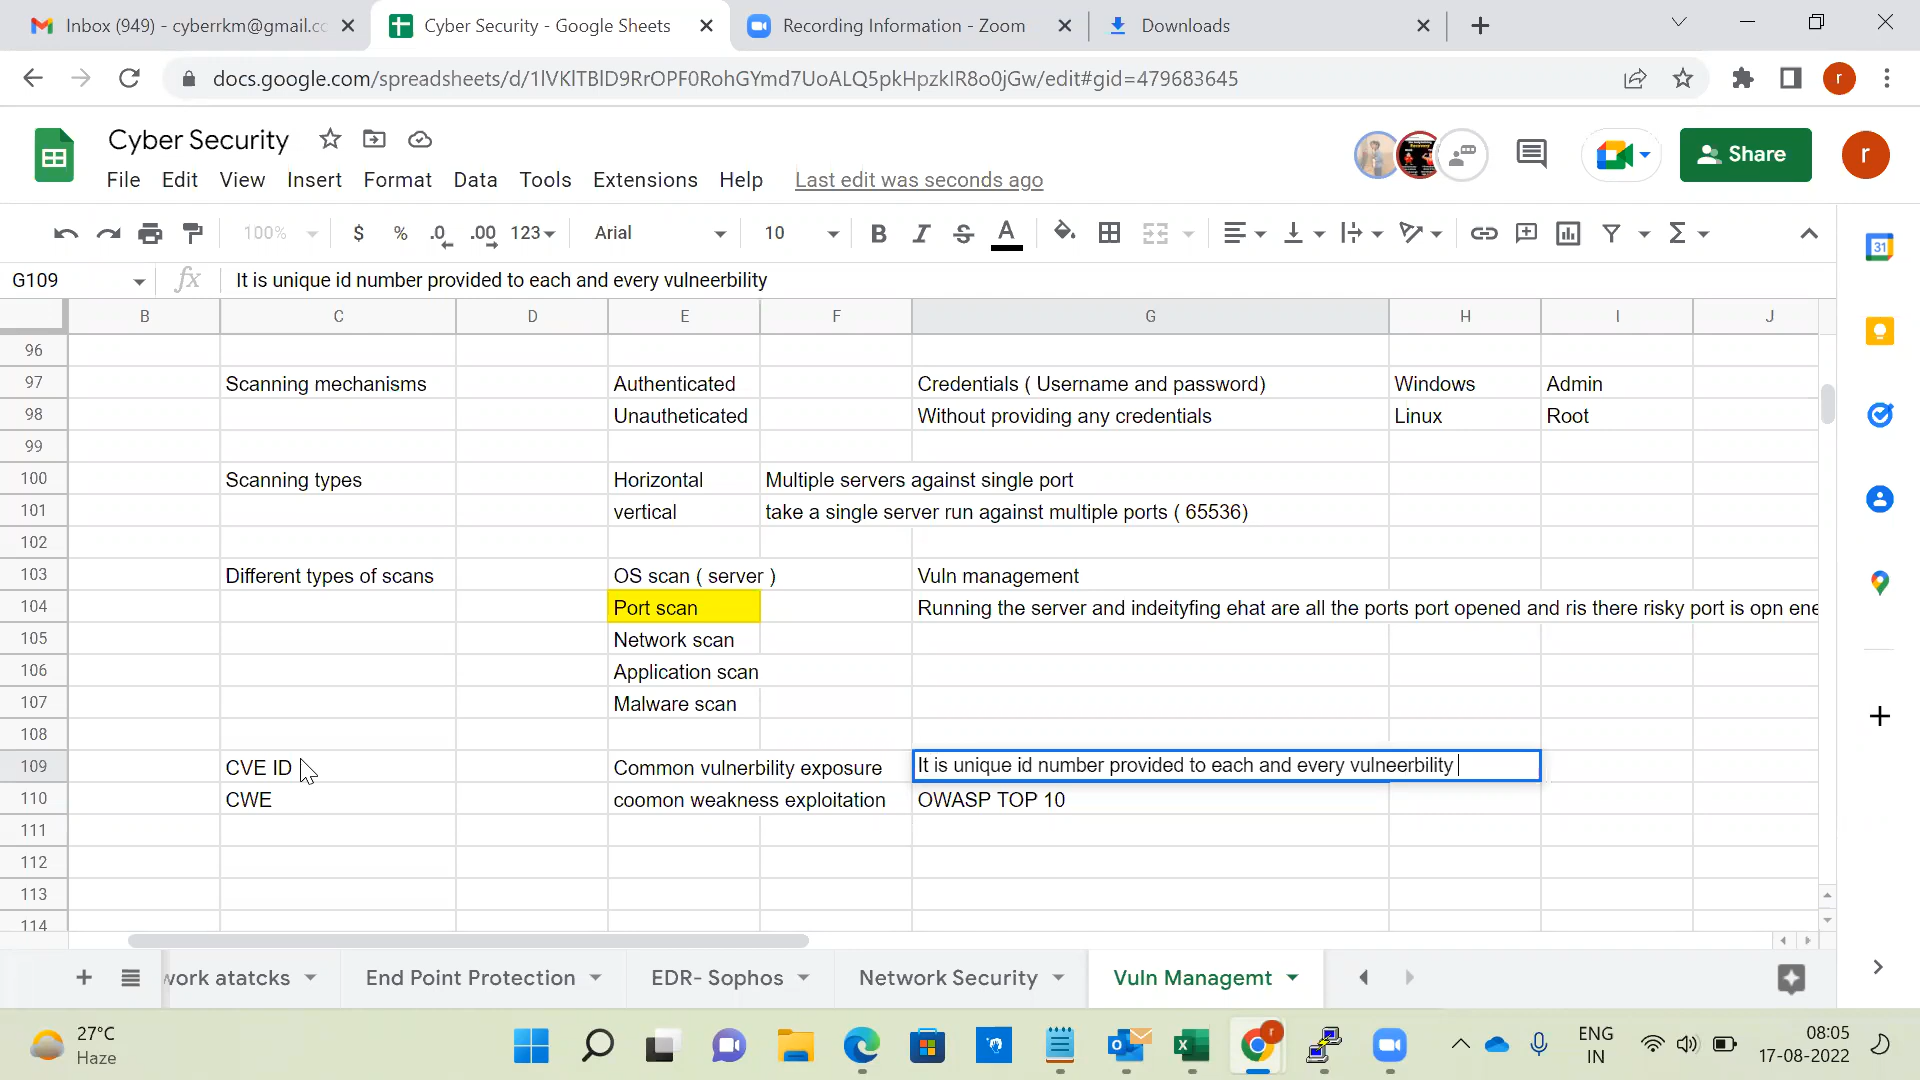 Inbox (949) - cyberrkm@gmail.co
Cyber Security - Google Sheets
Recording Information - Zoom
Downloads
docs.google.com/spreadsheets/d/1lVKlTBlD9RrOPF0RohGYmd7UoALQ5pkHpzkIR8o0jGw/edit#gid=479683645
r
Cyber Security
Share
r
File Edit View Insert Format Data Tools Extensions Help Last edit was seconds ago
100% $ % .0 .00 123 Arial 10 B I S A
31
G109 fx It is unique id number provided to each and every vulneerbility
B C D E F G H I J
96
97 Scanning mechanisms Authenticated Credentials ( Username and password) Windows Admin
98 Unautheticated Without providing any credentials Linux Root
99
100 Scanning types Horizontal Multiple servers against single port
101 vertical take a single server run against multiple ports ( 65536)
102
103 Different types of scans OS scan ( server ) Vuln management
104 Port scan Running the server and indeityfing ehat are all the ports port opened and ris there risky port is opn ene
105 Network scan
106 Application scan
107 Malware scan
108
109 CVE ID Common vulnerbility exposure It is unique id number provided to each and every vulneerbility
110 CWE coomon weakness exploitation OWASP TOP 10
111
112
113
114
work atatcks End Point Protection EDR- Sophos Network Security Vuln Managemt
27°C
Haze
ENG
IN
08:05
17-08-2022